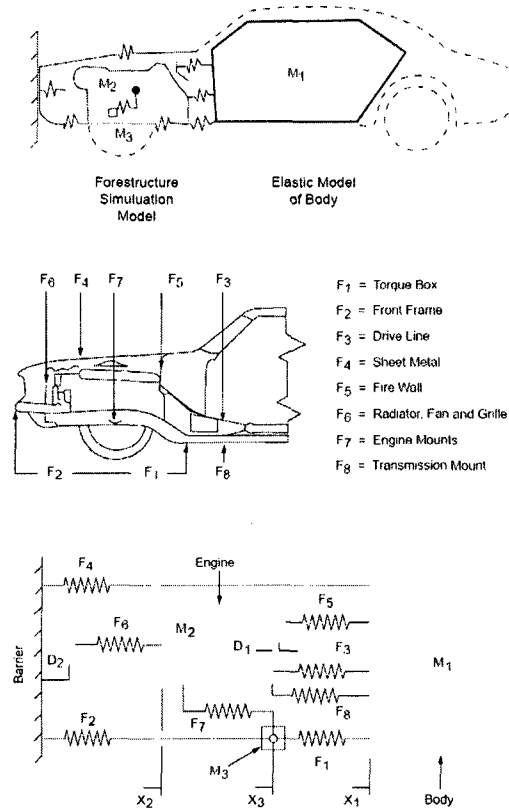 M1
M2
M3
Forestructure
Simuluation
Model
Elastic Model
of Body
F6 F4 F7 F5 F3
F2 F1 F8
F1 = Torque Box
F2 = Front Frame
F3 = Drive Line
F4 = Sheet Metal
F5 = Fire Wall
F6 = Radiator, Fan and Grille
F7 = Engine Mounts
F8 = Transmission Mount
F4
Engine
F5
F6
M2
D1
F3
M1
Barrier
D2
F8
F2
F7
F1
M3
X2 X3 X1
Body